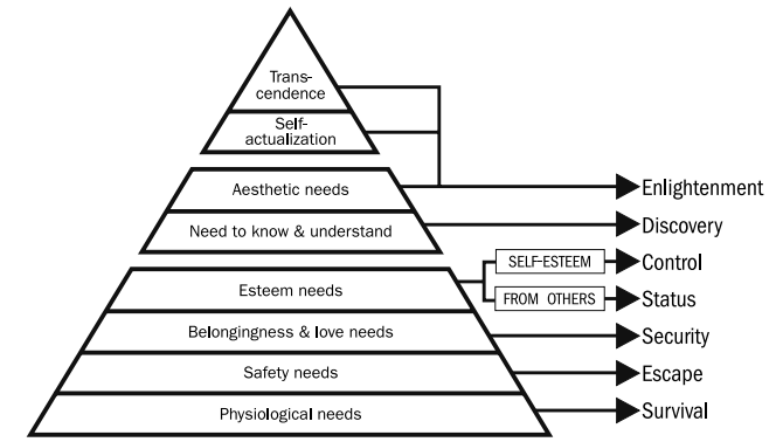 Trans-
cendence
Self-
actualization
Aesthetic needs
Enlightenment
Need to know & understand
Discovery
SELF-ESTEEM
Control
Esteem needs
FROM OTHERS
Status
Belongingness & love needs
Security
Safety needs
Escape
Physiological needs
Survival